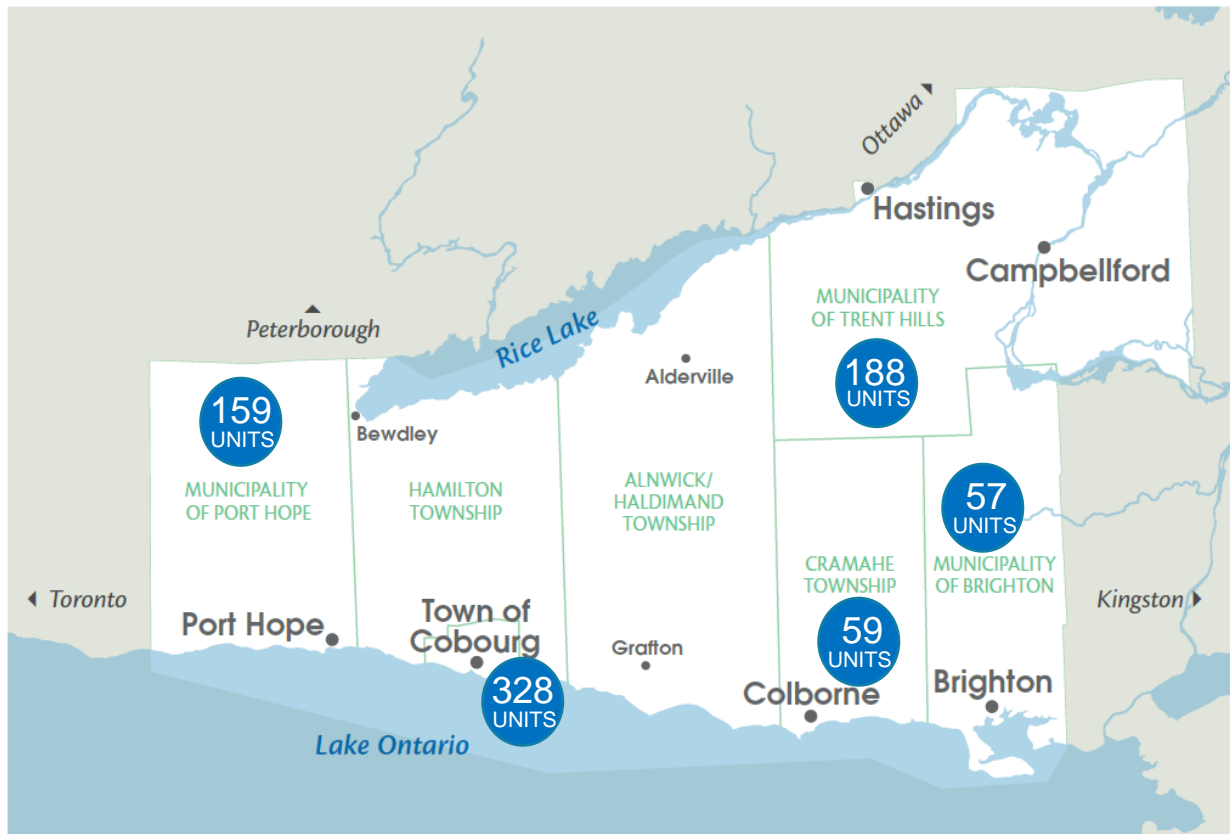 Ottawa
Hastings
Campbellford
MUNICIPALITY
OF TRENT HILLS
188
UNITS
Peterborough
Rice Lake
Alderville
159
UNITS
Bewdley
MUNICIPALITY
OF PORT HOPE
HAMILTON
TOWNSHIP
ALNWICK/
HALDIMAND
TOWNSHIP
57
UNITS
CRAMAHE
TOWNSHIP
MUNICIPALITY
OF BRIGHTON
Toronto
Kingston
Port Hope
Town of
Cobourg
Grafton
59
UNITS
328
UNITS
Colborne
Brighton
Lake Ontario